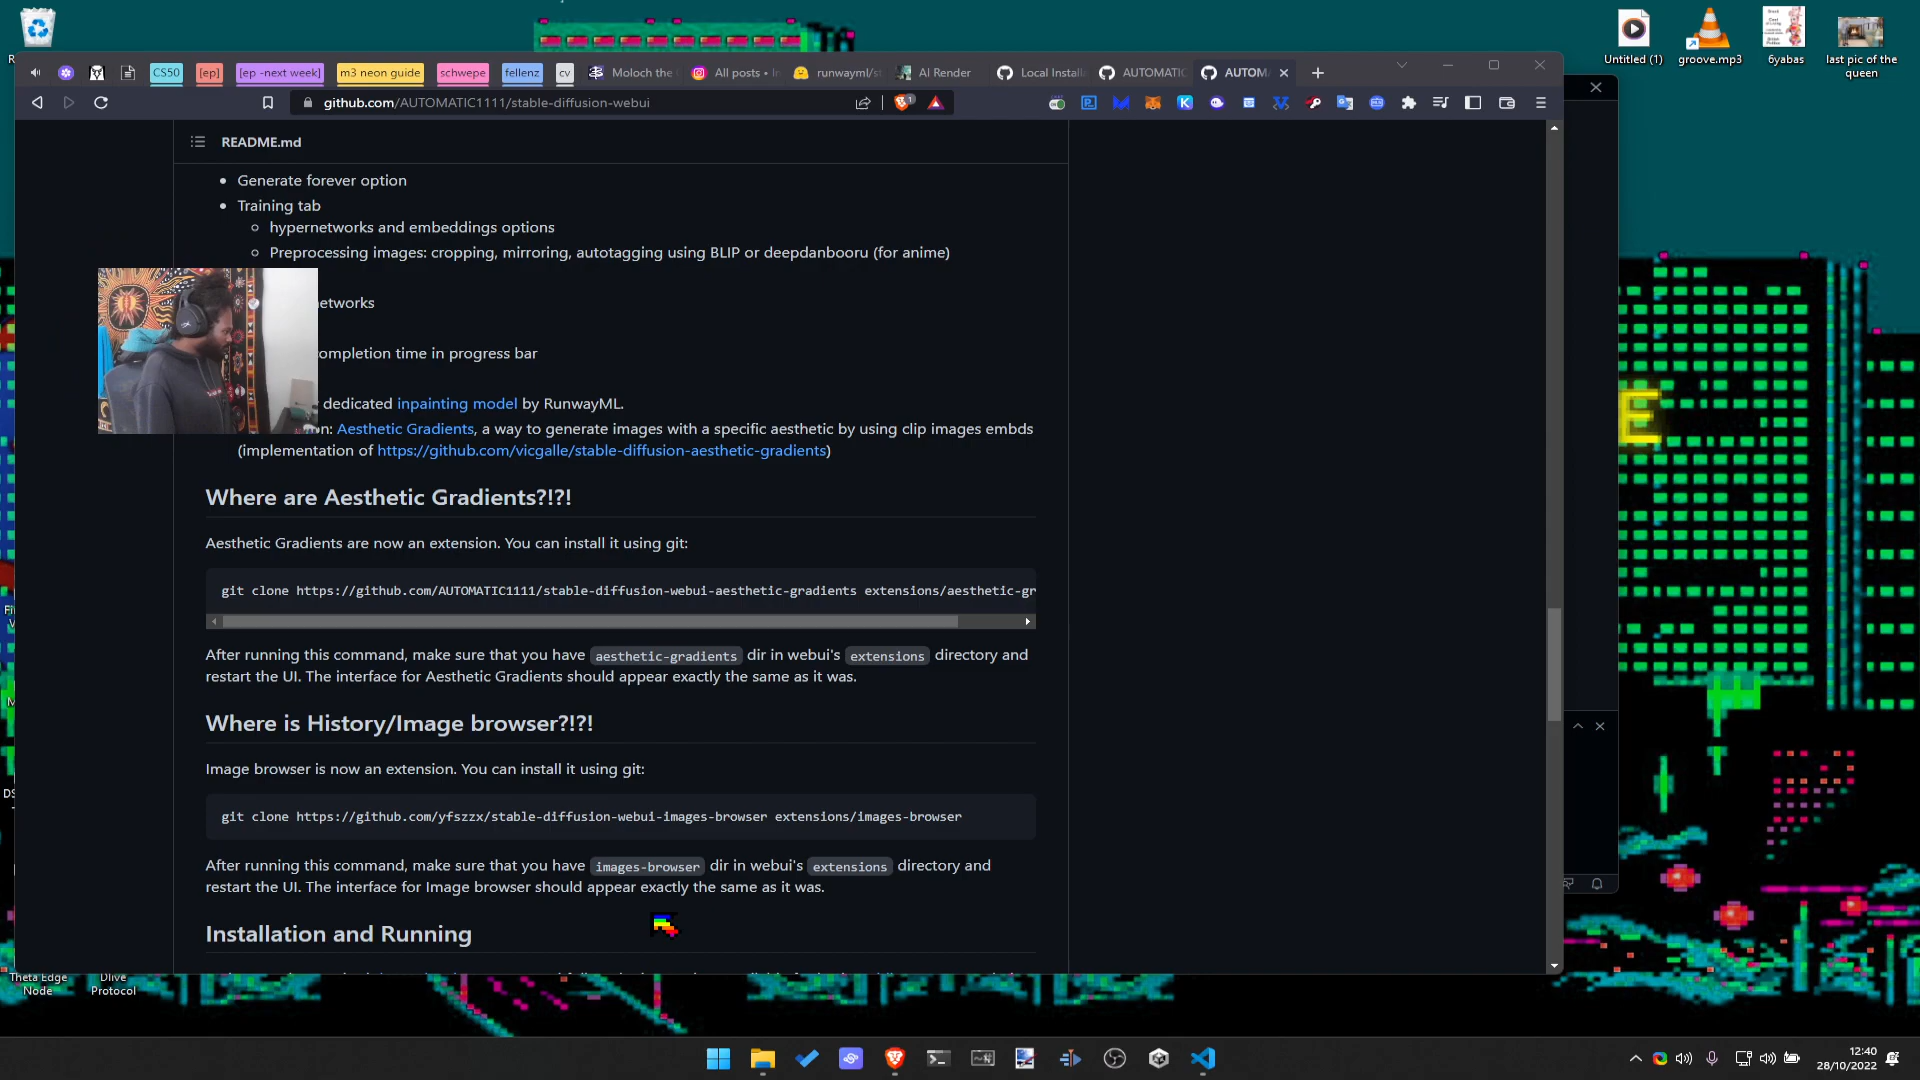 Untitled (1)
groove.mp3
6yabas
last pic of the
queen
CS50
[ep]
[ep -next week]
m3 neon guide
schwepe
fellenz
cv
Moloch the
All posts • In
runwayml/st
AI Render
Local Install
AUTOMATIC
AUTOM
github.com/AUTOMATIC1111/stable-diffusion-webui
README.md
Generate forever option
Training tab
hypernetworks and embeddings options
Preprocessing images: cropping, mirroring, autotagging using BLIP or deepdanbooru (for anime)
etworks
ompletion time in progress bar
dedicated inpainting model by RunwayML.
n: Aesthetic Gradients, a way to generate images with a specific aesthetic by using clip images embds
(implementation of https://github.com/vicgalle/stable-diffusion-aesthetic-gradients)
Where are Aesthetic Gradients?!?!
Aesthetic Gradients are now an extension. You can install it using git:
git clone https://github.com/AUTOMATIC1111/stable-diffusion-webui-aesthetic-gradients extensions/aesthetic-gr
After running this command, make sure that you have aesthetic-gradients dir in webui's extensions directory and
restart the UI. The interface for Aesthetic Gradients should appear exactly the same as it was.
Where is History/Image browser?!?!
Image browser is now an extension. You can install it using git:
git clone https://github.com/yfszzx/stable-diffusion-webui-images-browser extensions/images-browser
After running this command, make sure that you have images-browser dir in webui's extensions directory and
restart the UI. The interface for Image browser should appear exactly the same as it was.
Installation and Running
E
Theta Edge
Node
Dlive
Protocol
12:40
28/10/2022